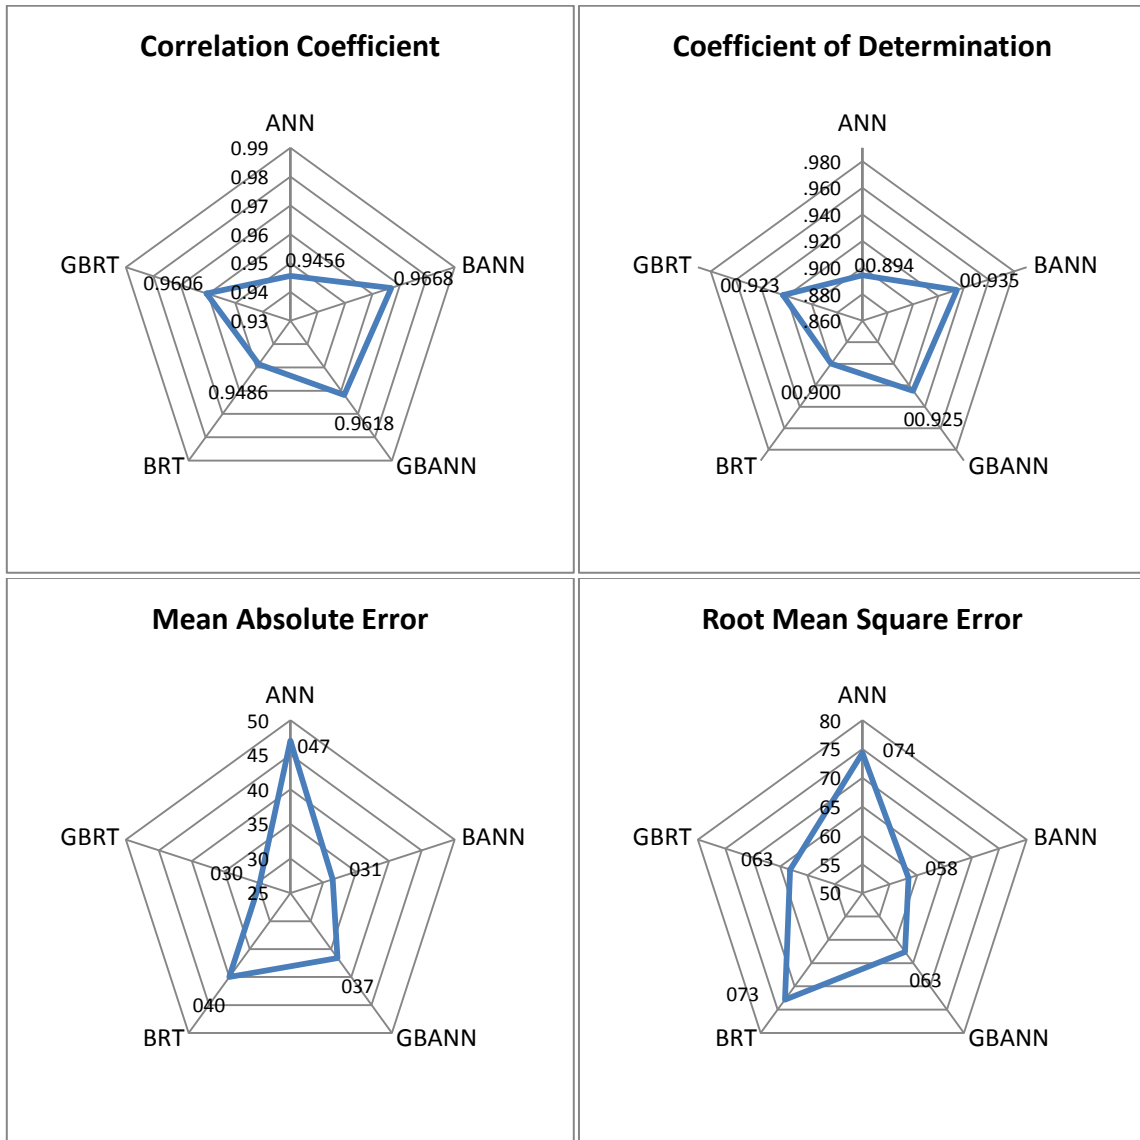 Correlation Coefficient
ANN
0.99
0.98
0.97
0.96
0.95
0.94
0.93
GBRT
BANN
0.9456
0.9668
0.9606
0.9486
0.9618
BRT
GBANN
Coefficient of Determination
ANN
.980
.960
.940
.920
.900
.880
.860
GBRT
BANN
00.894
00.935
00.923
00.900
00.925
BRT
GBANN
Mean Absolute Error
ANN
50
45
40
35
30
25
047
GBRT
BANN
031
030
037
040
BRT
GBANN
Root Mean Square Error
ANN
80
75
70
65
60
55
50
074
GBRT
BANN
063
058
063
073
BRT
GBANN